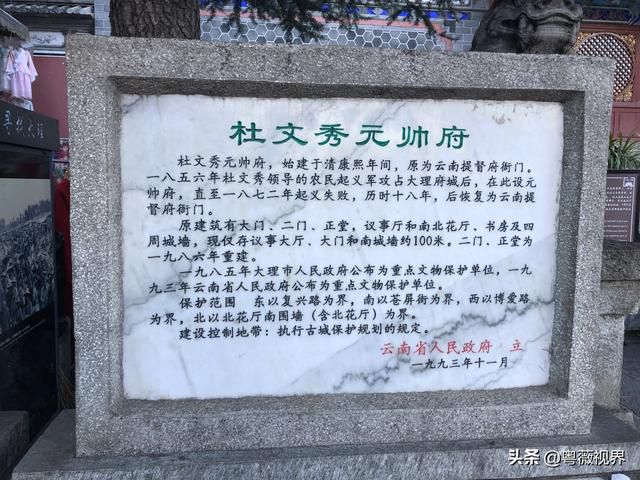 杜文秀元帅府
杜文秀元帅府，始建于清康熙年间，原为云南提督府衙门。
一八五六年杜文秀领导的农民起义军攻占大理府城后，在此设元
帅府，直至一八七二年起义失败，历时十八年，后恢复为云南提
督府衙门。
原建筑有大门、二门、正堂，议事厅和南北花厅、书房及四
周城墙，现仅存议事大厅、大门和南城墙约100米。二门、正堂为
一九八六年重建。
一九八五年大理市人民政府公布为重点文物保护单位，一九
九三年云南省人民政府公布为重点文物保护单位。
保护范围 东以复兴路为界，南以苍屏街为界，西以博爱路
为界，北以北花厅南围墙（含北花厅）为界。
建设控制地带：执行古城保护规划的规定。
云南省人民政府 立
一九九三年十一月
头条 @粤薇视界